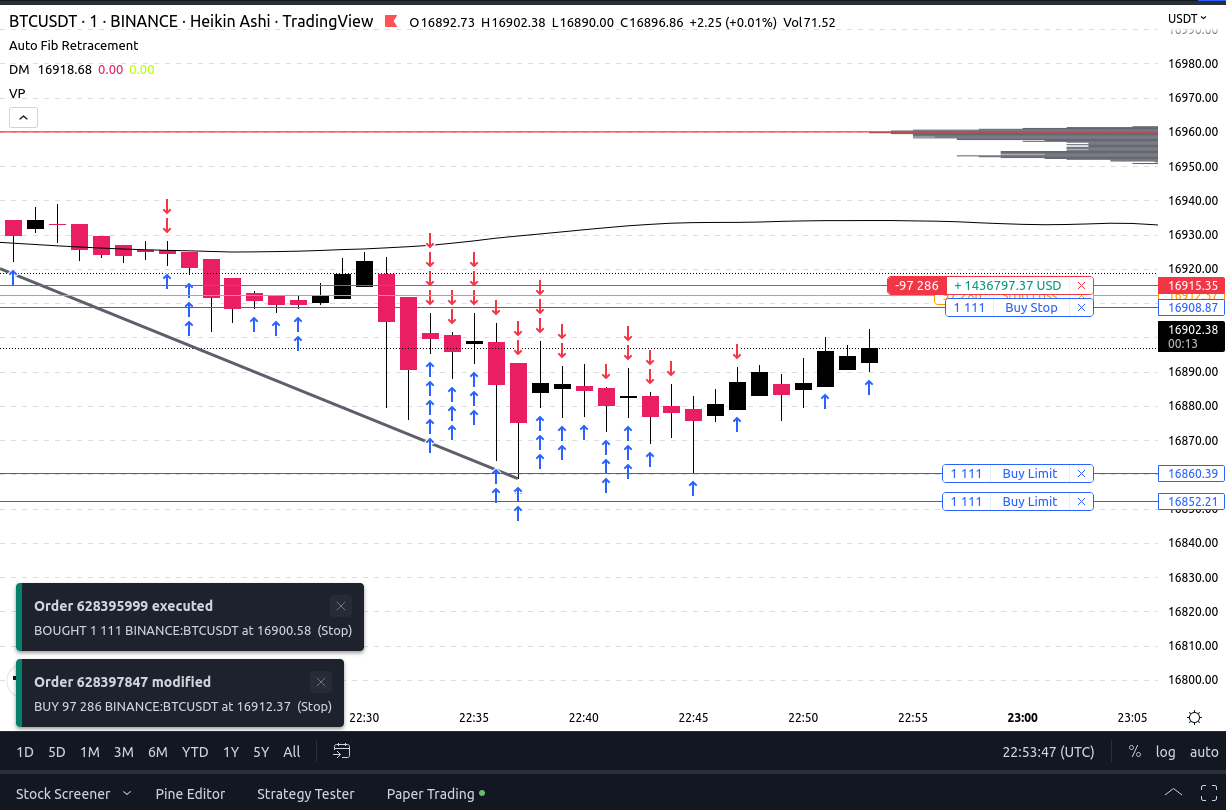 BTCUSDT · 1 · BINANCE · Heikin Ashi · TradingView O16892.73 H16902.38 L16890.00 C16896.86 +2.25 (+0.01%) Vol71.52
USDT
Auto Fib Retracement
DM 16918.68 0.00 0.00
VP
16990.00
16980.00
16970.00
16960.00
16950.00
16940.00
16930.00
16920.00
-97 286 + 1436797.37 USD × 16915.35
16912.37
1 111 Buy Stop × 16908.87
16902.38
00:13
16890.00
16880.00
16870.00
1 111 Buy Limit × 16860.39
1 111 Buy Limit × 16852.21
16850.00
16840.00
16830.00
16820.00
16810.00
16800.00
Order 628395999 executed
BOUGHT 1 111 BINANCE:BTCUSDT at 16900.58 (Stop)
Order 628397847 modified
BUY 97 286 BINANCE:BTCUSDT at 16912.37 (Stop)
22:30 22:35 22:40 22:45 22:50 22:55 23:00 23:05
1D 5D 1M 3M 6M YTD 1Y 5Y All 22:53:47 (UTC) % log auto
Stock Screener Pine Editor Strategy Tester Paper Trading